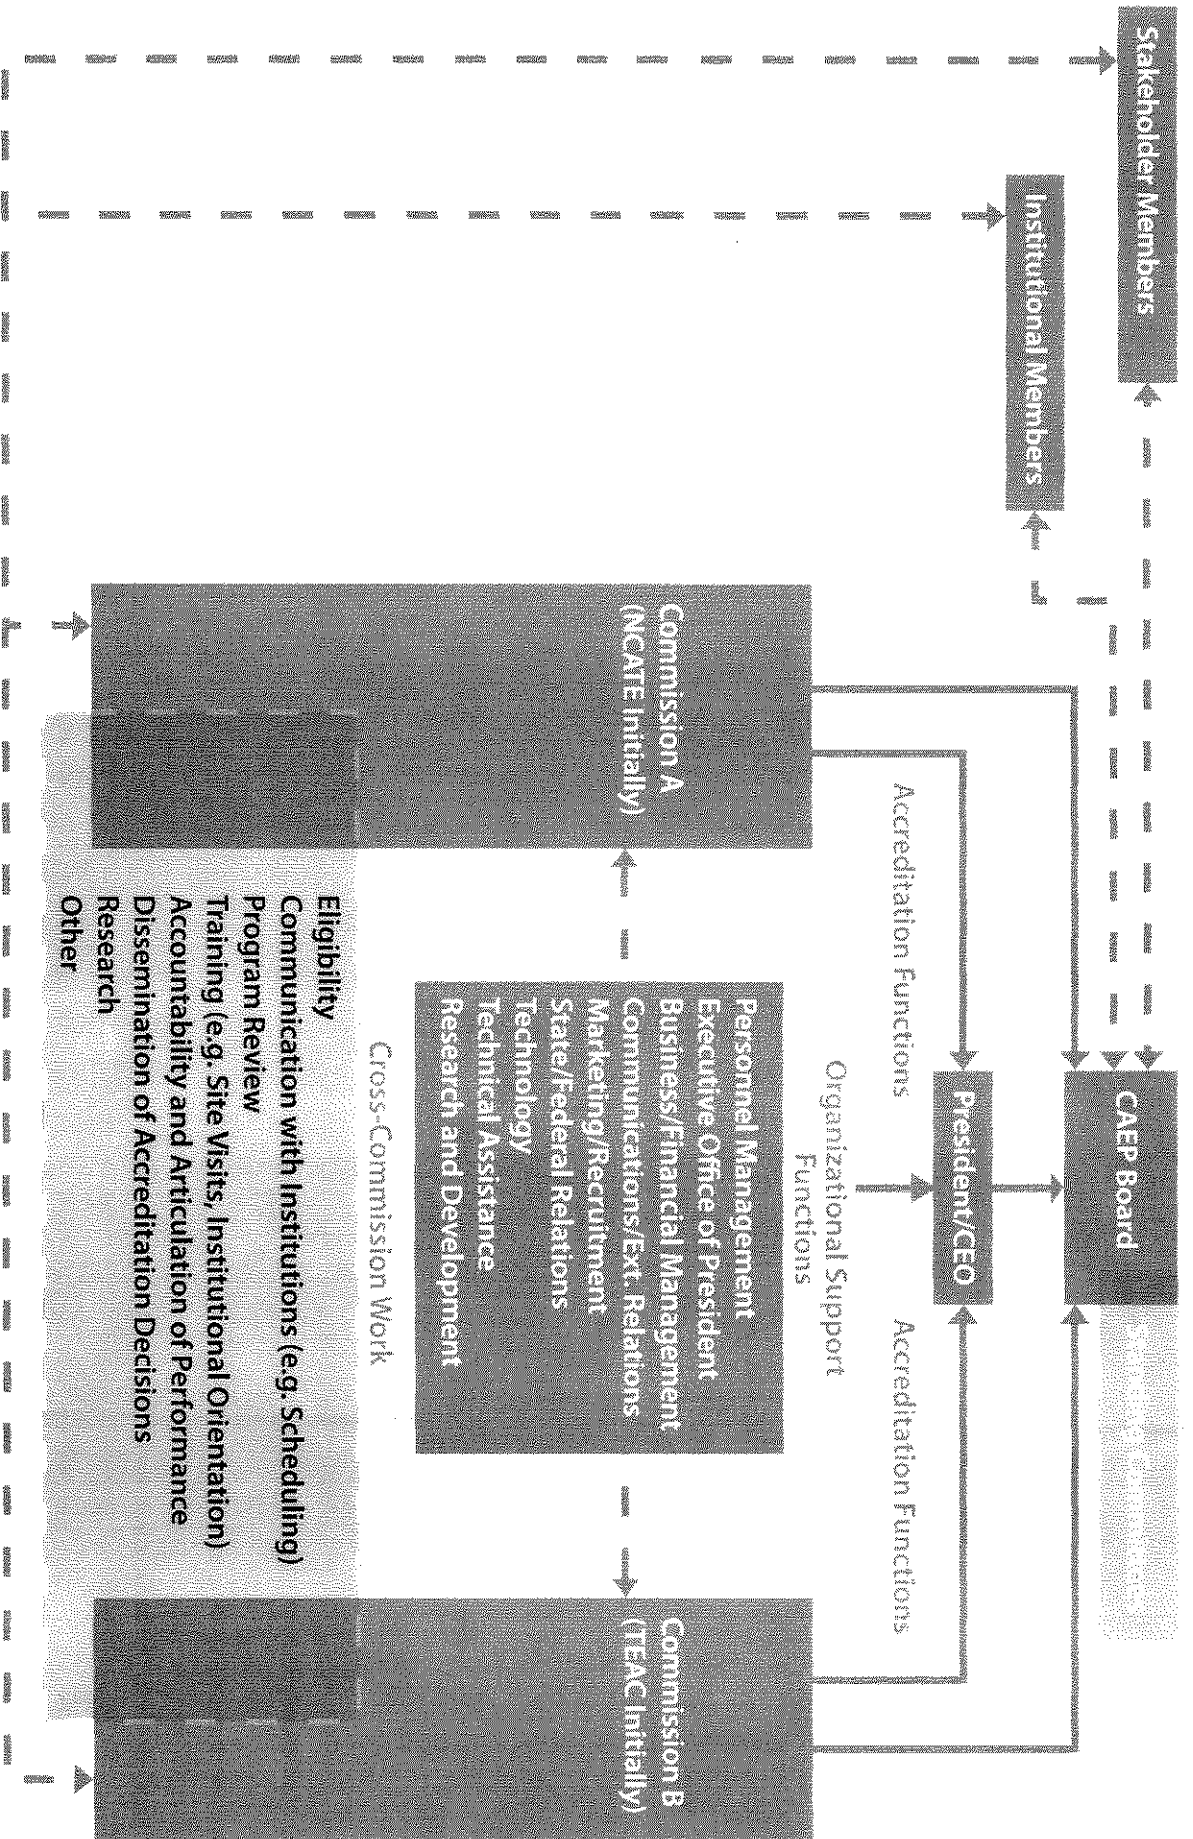 Stakeholder Members
CAEP Board
Institutional Members
President/CEO
Accreditation Functions
Organizational Support
Functions
Accreditation Functions
Commission A
(NCATE Initially)
Personnel Management
Executive Office of President
Business/Financial Management
Communications/Ext. Relations
Marketing/Recruitment
State/Federal Relations
Technology
Technical Assistance
Research and Development
Commission B
(TEAC Initially)
Cross-Commission Work
Eligibility
Communication with Institutions (e.g. Scheduling)
Program Review
Training (e.g. Site Visits, Institutional Orientation)
Accountability and Articulation of Performance
Dissemination of Accreditation Decisions
Research
Other